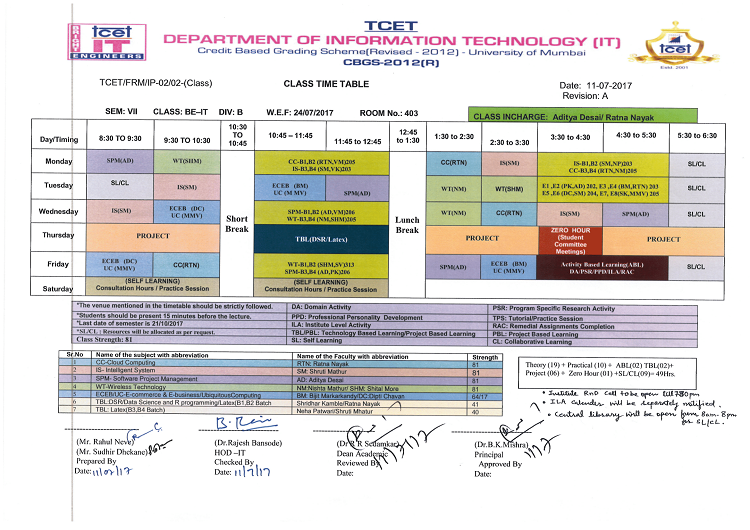 TCET
DEPARTMENT OF INFORMATION TECHNOLOGY (IT)
Credit Based Grading Scheme(Revised - 2012) - University of Mumbai
CBGS-2012(R)
BRIGHT tcet IT ENGINEERS
tcet
Estd. 2001
TCET/FRM/IP-02/02-(Class) CLASS TIME TABLE Date: 11-07-2017
Revision: A
SEM: VII CLASS: BE–IT DIV: B W.E.F: 24/07/2017 ROOM No.: 403 CLASS INCHARGE: Aditya Desai/ Ratna Nayak
Day/Timing 8:30 TO 9:30 9:30 TO 10:30 10:30 TO 10:45 10:45 – 11:45 11:45 to 12:45 12:45 to 1:30 1:30 to 2:30 2:30 to 3:30 3:30 to 4:30 4:30 to 5:30 5:30 to 6:30
Monday SPM(AD) WT(SHM) CC-B1,B2 (RTN,VM)205 CC(RTN) IS(SM) IS-B1,B2 (SM,NP)203 SL/CL
IS-B3,B4 (SM,VK)203 CC-B3,B4 (RTN,NM)205
Tuesday SL/CL IS(SM) ECEB (BM) SPM(AD) WT(NM) WT(SHM) E1 ,E2 (PK,AD) 202, E3 ,E4 (BM,RTN) 203 SL/CL
UC (M MV) E5 ,E6 (DC,SM) 204, E7, E8(SK,MMV) 205
Wednesday IS(SM) ECEB (DC) SPM-B1,B2 (AD,VM)206 WT(NM) CC(RTN) IS(SM) SPM(AD) SL/CL
UC (MMV) WT-B3,B4 (NM,SHM)205
Short Break
Lunch Break
Thursday PROJECT TBL(DSR/Latex) PROJECT ZERO HOUR (Student Committee Meetings) PROJECT
Friday ECEB (DC) CC(RTN) WT-B1,B2 (SHM,SV)313 SPM(AD) ECEB (BM) Activity Based Learning(ABL) SL/CL
UC (MMV) SPM-B3,B4 (AD,PK)206 UC (MMV) DA/PSR/PPD/ILA/RAC
Saturday (SELF LEARNING) (SELF LEARNING)
Consultation Hours / Practice Session Consultation Hours / Practice Session
*The venue mentioned in the timetable should be strictly followed. DA: Domain Activity PSR: Program Specific Research Activity
*Students should be present 15 minutes before the lecture. PPD: Professional Personality Development TPS: Tutorial/Practice Session
*Last date of semester is 21/10/2017 ILA: Institute Level Activity RAC: Remedial Assignments Completion
*SL/CL : Resources will be allocated as per request. TBL/PBL: Technology Based Learning/Project Based Learning PBL: Project Based Learning
Class Strength: 81 SL: Self Learning CL: Collaborative Learning
Sr.No Name of the subject with abbreviation Name of the Faculty with abbreviation Strength
1 CC-Cloud Computing RTN: Ratna Nayak 81
2 IS- Intelligent System SM: Shruti Mathur 81
3 SPM- Software Project Management AD: Aditya Desai 81
4 WT-Wireless Technology NM:Nishta Mathur/ SHM: Shital More 81
5 ECEB/UC-E-commerce & E-business/UbiquitousComputing BM: Bijit Markarkandy/DC:Dipti Chavan 64/17
6 TBL:DSR/Data Science and R programming/Latex(B1,B2 Batch) Shridhar Kamble/Ratna Nayak 41
7 TBL: Latex(B3,B4 Batch) Neha Patwari/Shruti Mhatur 40
Theory (19) + Practical (10) + ABL(02) TBL(02)+
Project (06) + Zero Hour (01) +SL/CL(09)= 49Hrs.
• Institute RnD Cell to be open till 7.30pm
• ILA calender will be seperately notified.
• Central library will be open from 8am-8pm for SL/CL.
(Mr. Rahul Neve) (Dr.Rajesh Bansode) (Dr R R Sedamkar) (Dr.B.K.Mishra)
(Mr. Sudhir Dhekane) HOD –IT Dean Academic Principal
Prepared By Checked By Reviewed By Approved By
Date: 11/07/17 Date: 11/7/17 Date: Date:
11/7/17